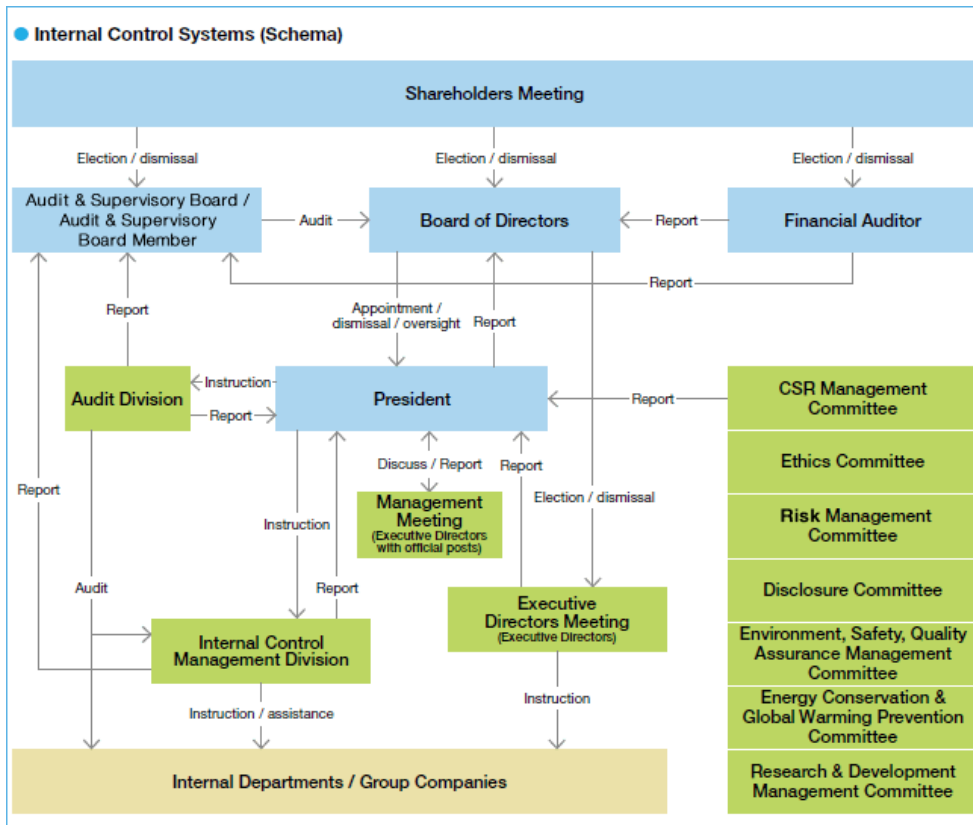 Internal Control Systems (Schema)
Shareholders Meeting
Election / dismissal
Election / dismissal
Election / dismissal
Audit & Supervisory Board /
Audit & Supervisory
Board Member
Audit
Board of Directors
Report
Financial Auditor
Report
Report
Appointment /
dismissal / oversight
Report
Audit Division
Instruction
Report
President
Report
CSR Management
Committee
Ethics Committee
Risk Management
Committee
Disclosure Committee
Environment, Safety, Quality
Assurance Management
Committee
Energy Conservation &
Global Warming Prevention
Committee
Research & Development
Management Committee
Discuss / Report
Report
Election / dismissal
Report
Instruction
Management
Meeting
(Executive Directors
with official posts)
Audit
Report
Executive
Directors Meeting
(Executive Directors)
Internal Control
Management Division
Instruction / assistance
Instruction
Internal Departments / Group Companies